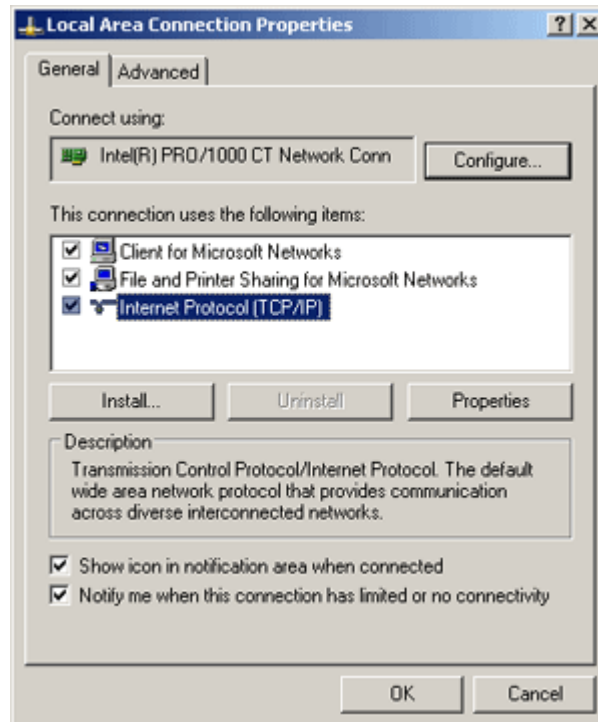 Local Area Connection Properties
General
Advanced
Connect using:
Intel(R) PRO/1000 CT Network Conn
Configure...
This connection uses the following items:
Client for Microsoft Networks
File and Printer Sharing for Microsoft Networks
Internet Protocol (TCP/IP)
Install...
Uninstall
Properties
Description
Transmission Control Protocol/Internet Protocol. The default
wide area network protocol that provides communication
across diverse interconnected networks.
Show icon in notification area when connected
Notify me when this connection has limited or no connectivity
OK
Cancel